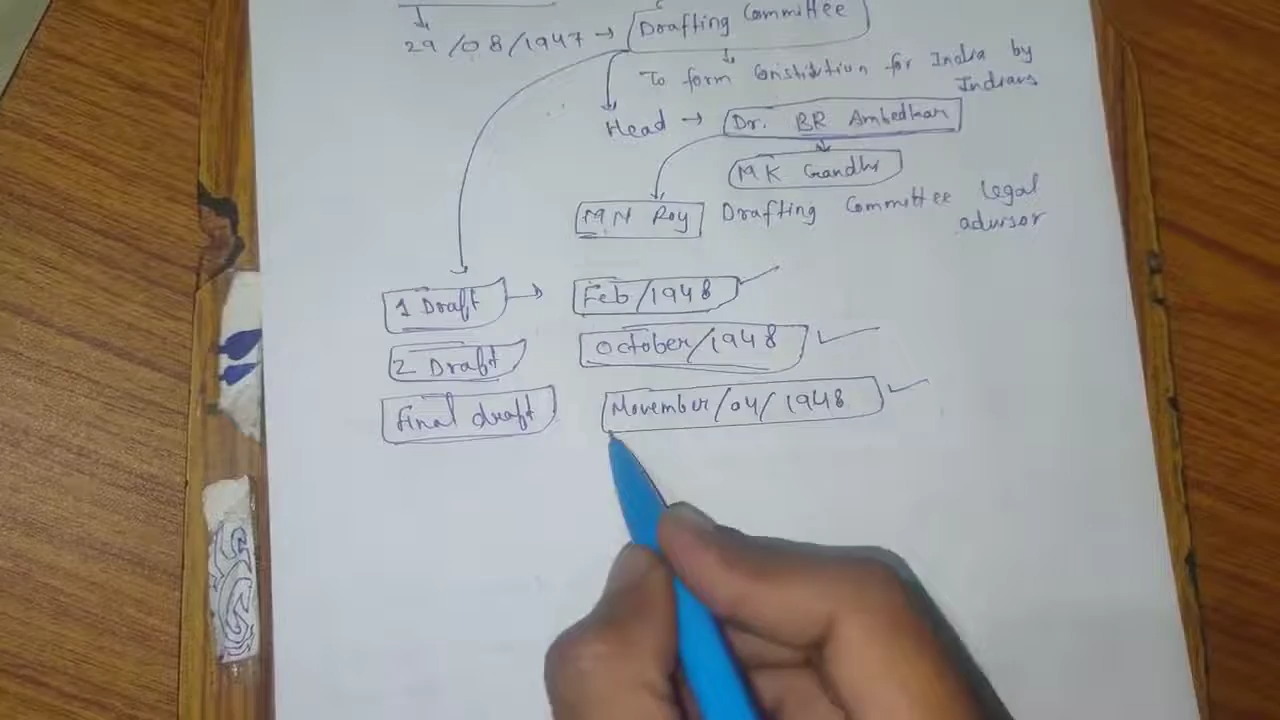 29/08/1947 → Drafting Committee
To form Constidution for India by
Indians
Head → Dr. BR Ambedkar
MK Gandhi
MN Roy Drafting Committee legal
advisor
1 Draft → Feb/1948
2 Draft October/1948
Final draft November/04/1948